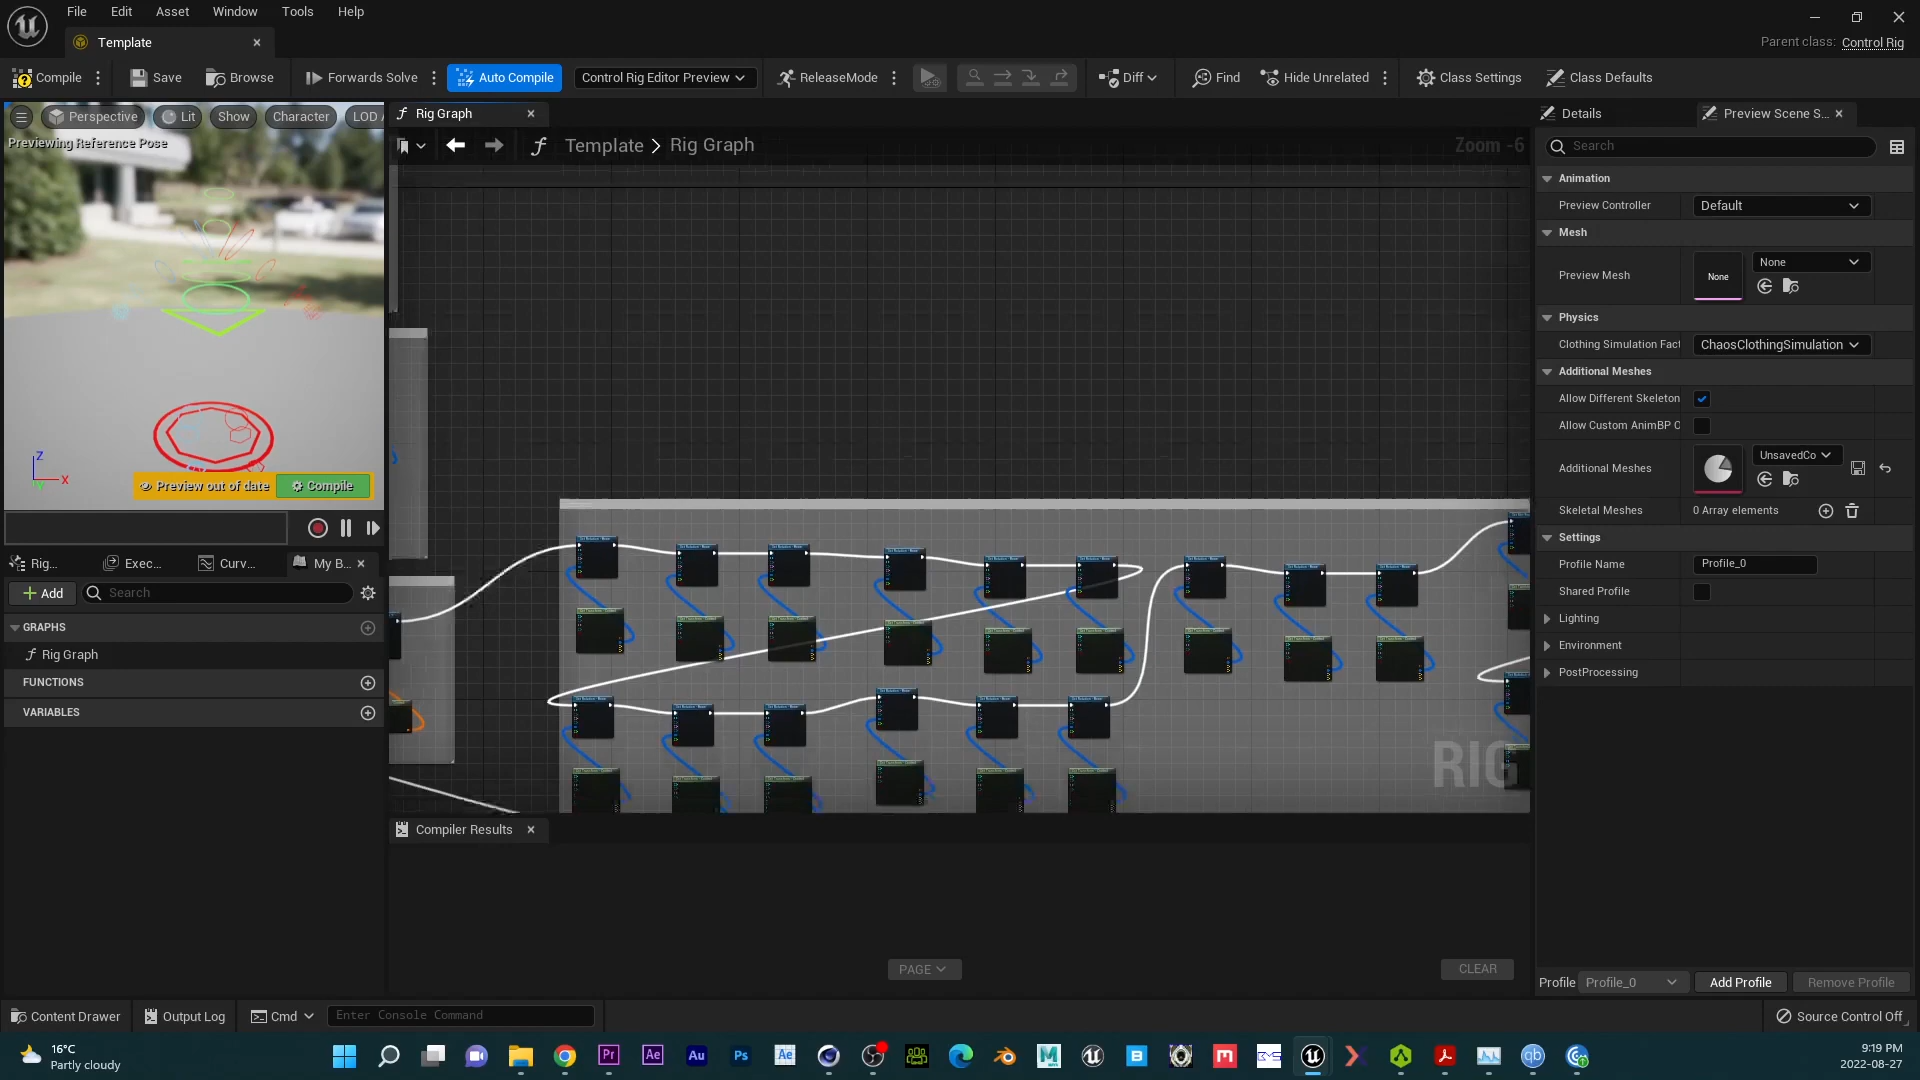 File Edit Asset Window Tools Help
Template
Parent class: Control Rig
Compile Save Browse Forwards Solve Auto Compile Control Rig Editor Preview ReleaseMode Diff Find Hide Unrelated Class Settings Class Defaults
Perspective Lit Show Character LOD A
Previewing Reference Pose
Z
X
Y
Preview out of date Compile
Rig Graph
Template > Rig Graph
Zoom -6
RIG
Rig... Exec... Curv... My B...
Add Search
GRAPHS
Rig Graph
FUNCTIONS
VARIABLES
Compiler Results
PAGE
CLEAR
Details Preview Scene S...
Search
Animation
Preview Controller Default
Mesh
Preview Mesh None None
Physics
Clothing Simulation Fact ChaosClothingSimulation
Additional Meshes
Allow Different Skeleton
Allow Custom AnimBP O
Additional Meshes UnsavedCo
Skeletal Meshes 0 Array elements
Settings
Profile Name Profile_0
Shared Profile
Lighting
Environment
PostProcessing
Profile Profile_0 Add Profile Remove Profile
Content Drawer Output Log Cmd Enter Console Command Source Control Off
16°C
Partly cloudy
Pr Ae Au Ps Ae
9:19 PM
2022-08-27